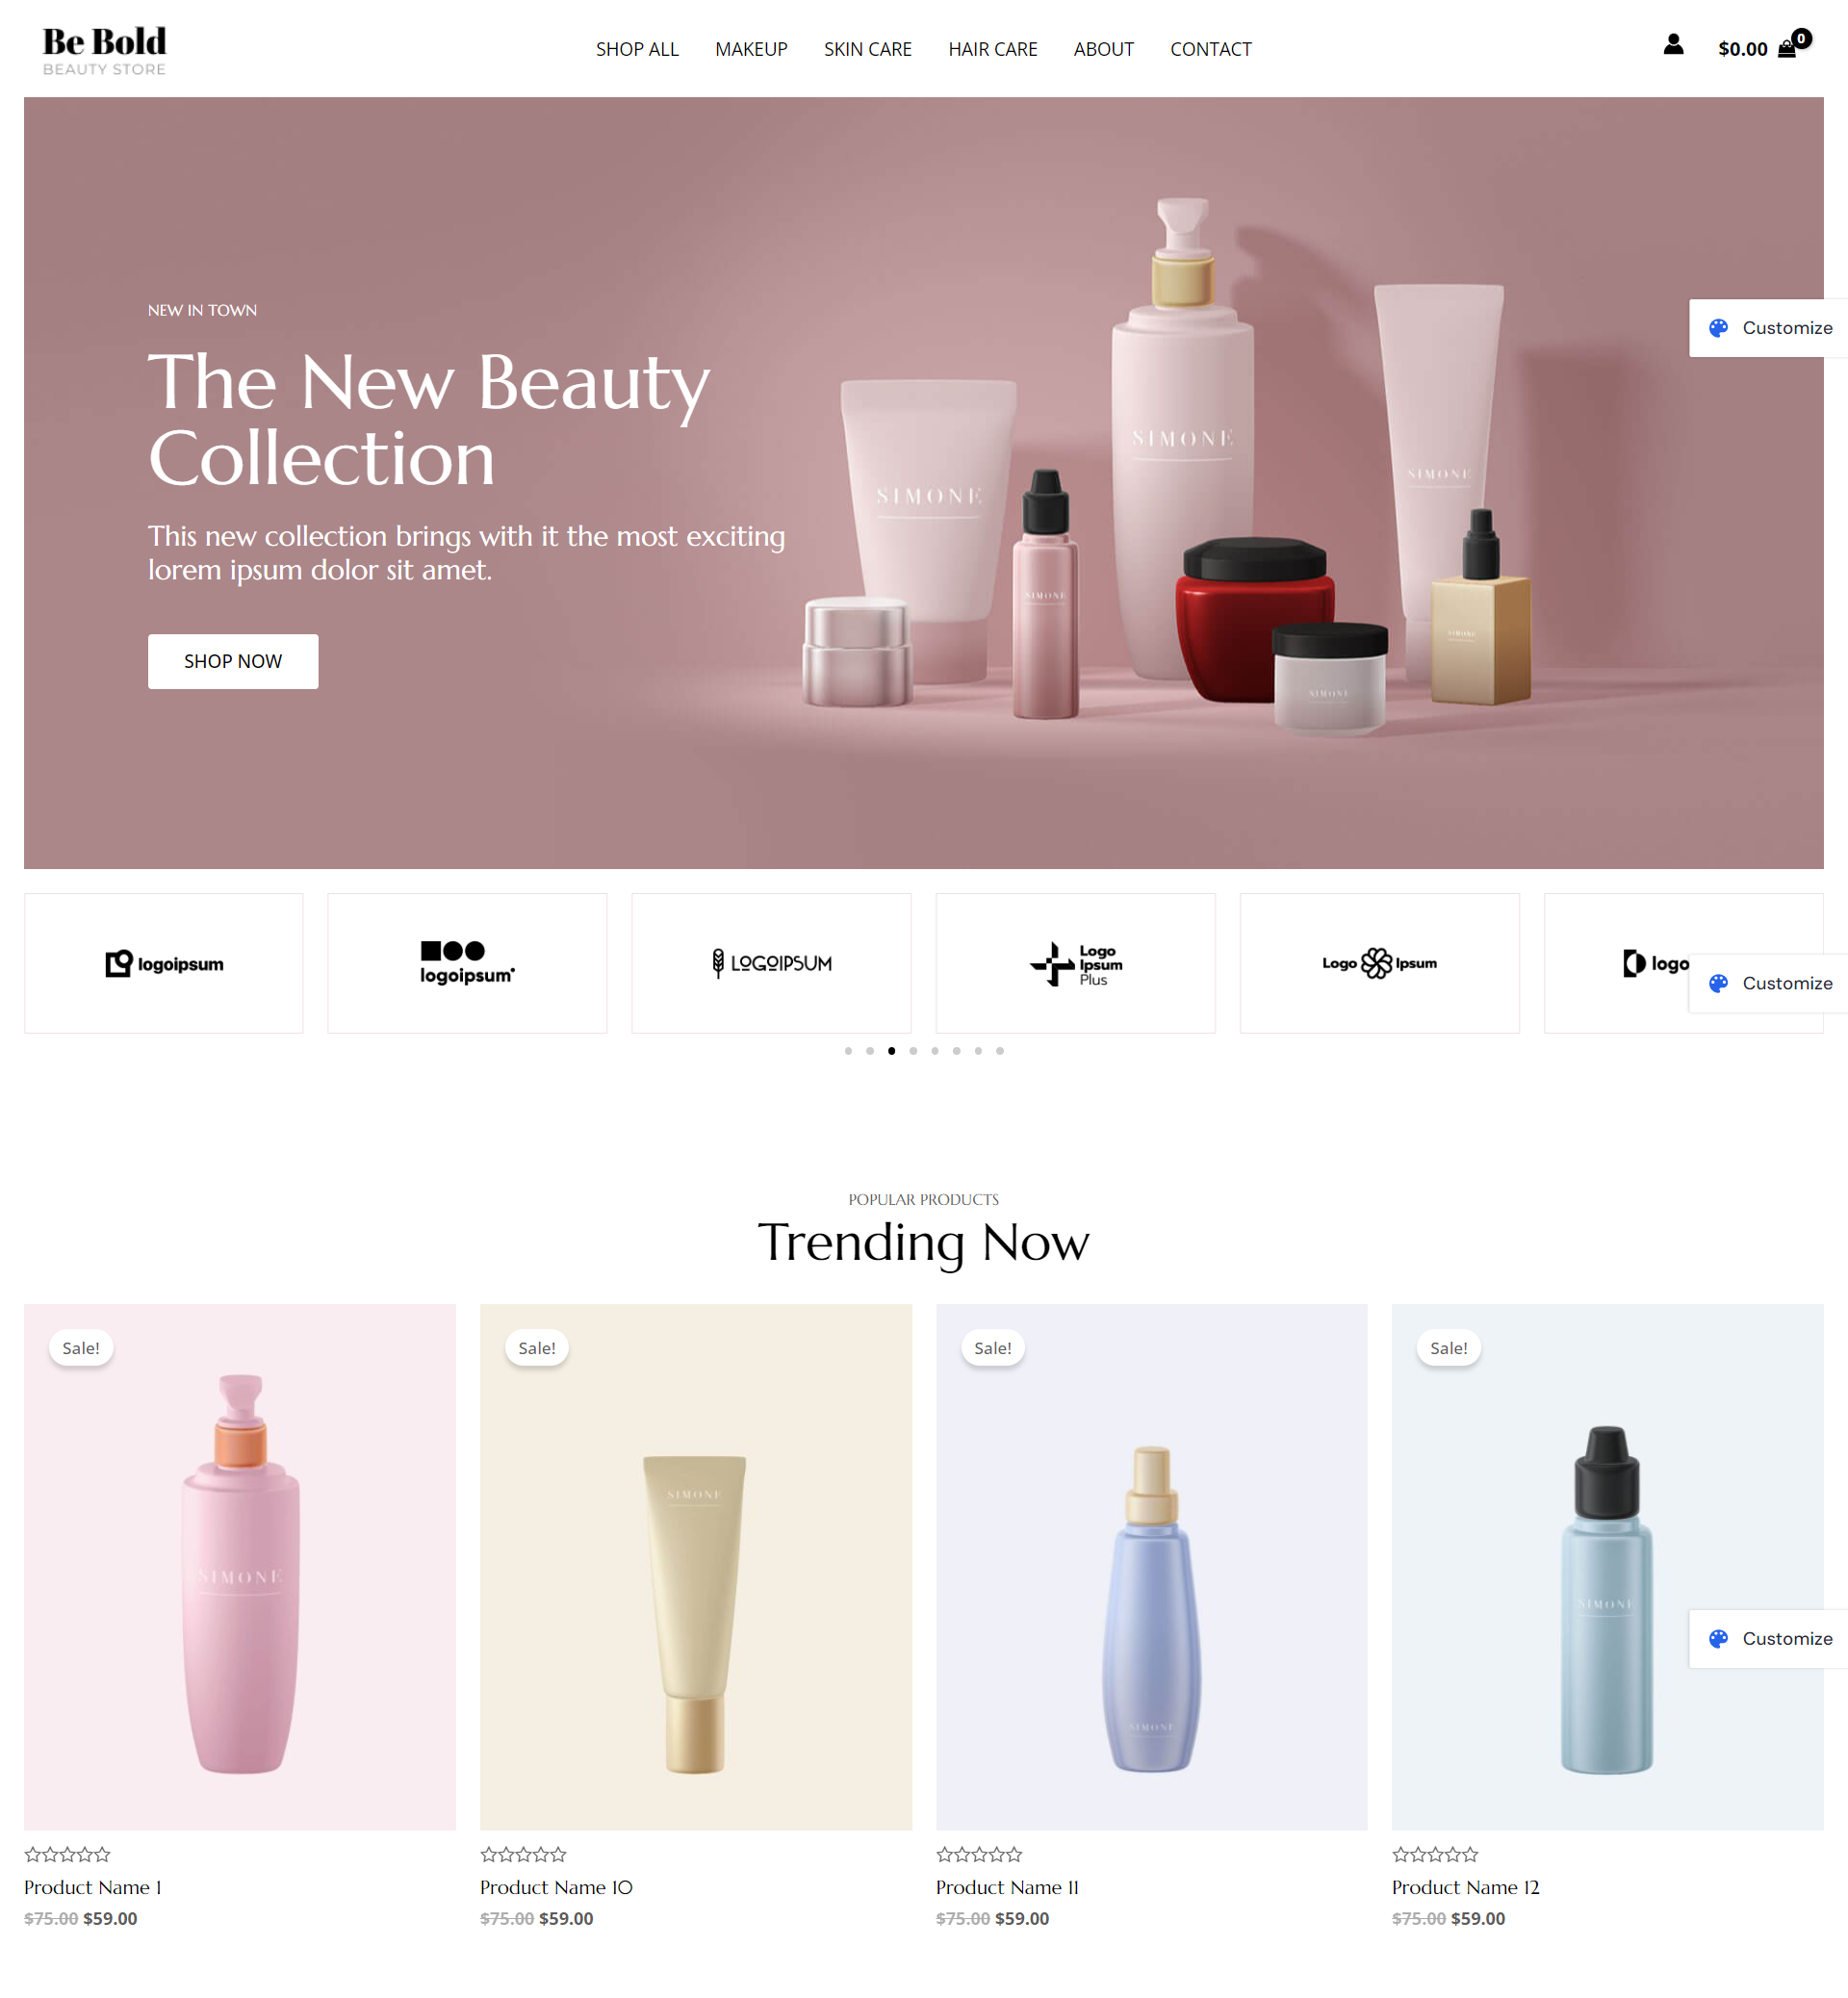 Be Bold
BEAUTY STORE
SHOP ALL MAKEUP SKIN CARE HAIR CARE ABOUT CONTACT
$0.00 0
NEW IN TOWN
The New Beauty
Collection
This new collection brings with it the most exciting
lorem ipsum dolor sit amet.
SHOP NOW
SIMONE
SIMONE
SIMONE
SIMONE
SIMONE
SIMONE
Customize
logoipsum
logoipsum
LOGOIPSUM
Logo
Ipsum
Plus
Logo Ipsum
logo
Customize
POPULAR PRODUCTS
Trending Now
Sale! Sale! Sale! Sale!
SIMONE
SIMONE
SIMONE
SIMONE
Customize
Product Name 1 Product Name 10 Product Name 11 Product Name 12
$75.00 $59.00 $75.00 $59.00 $75.00 $59.00 $75.00 $59.00